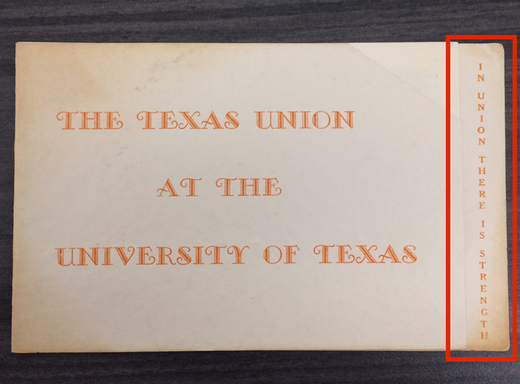 THE TEXAS UNION
AT THE
UNIVERSITY OF TEXAS
IN UNION THERE IS STRENGTH